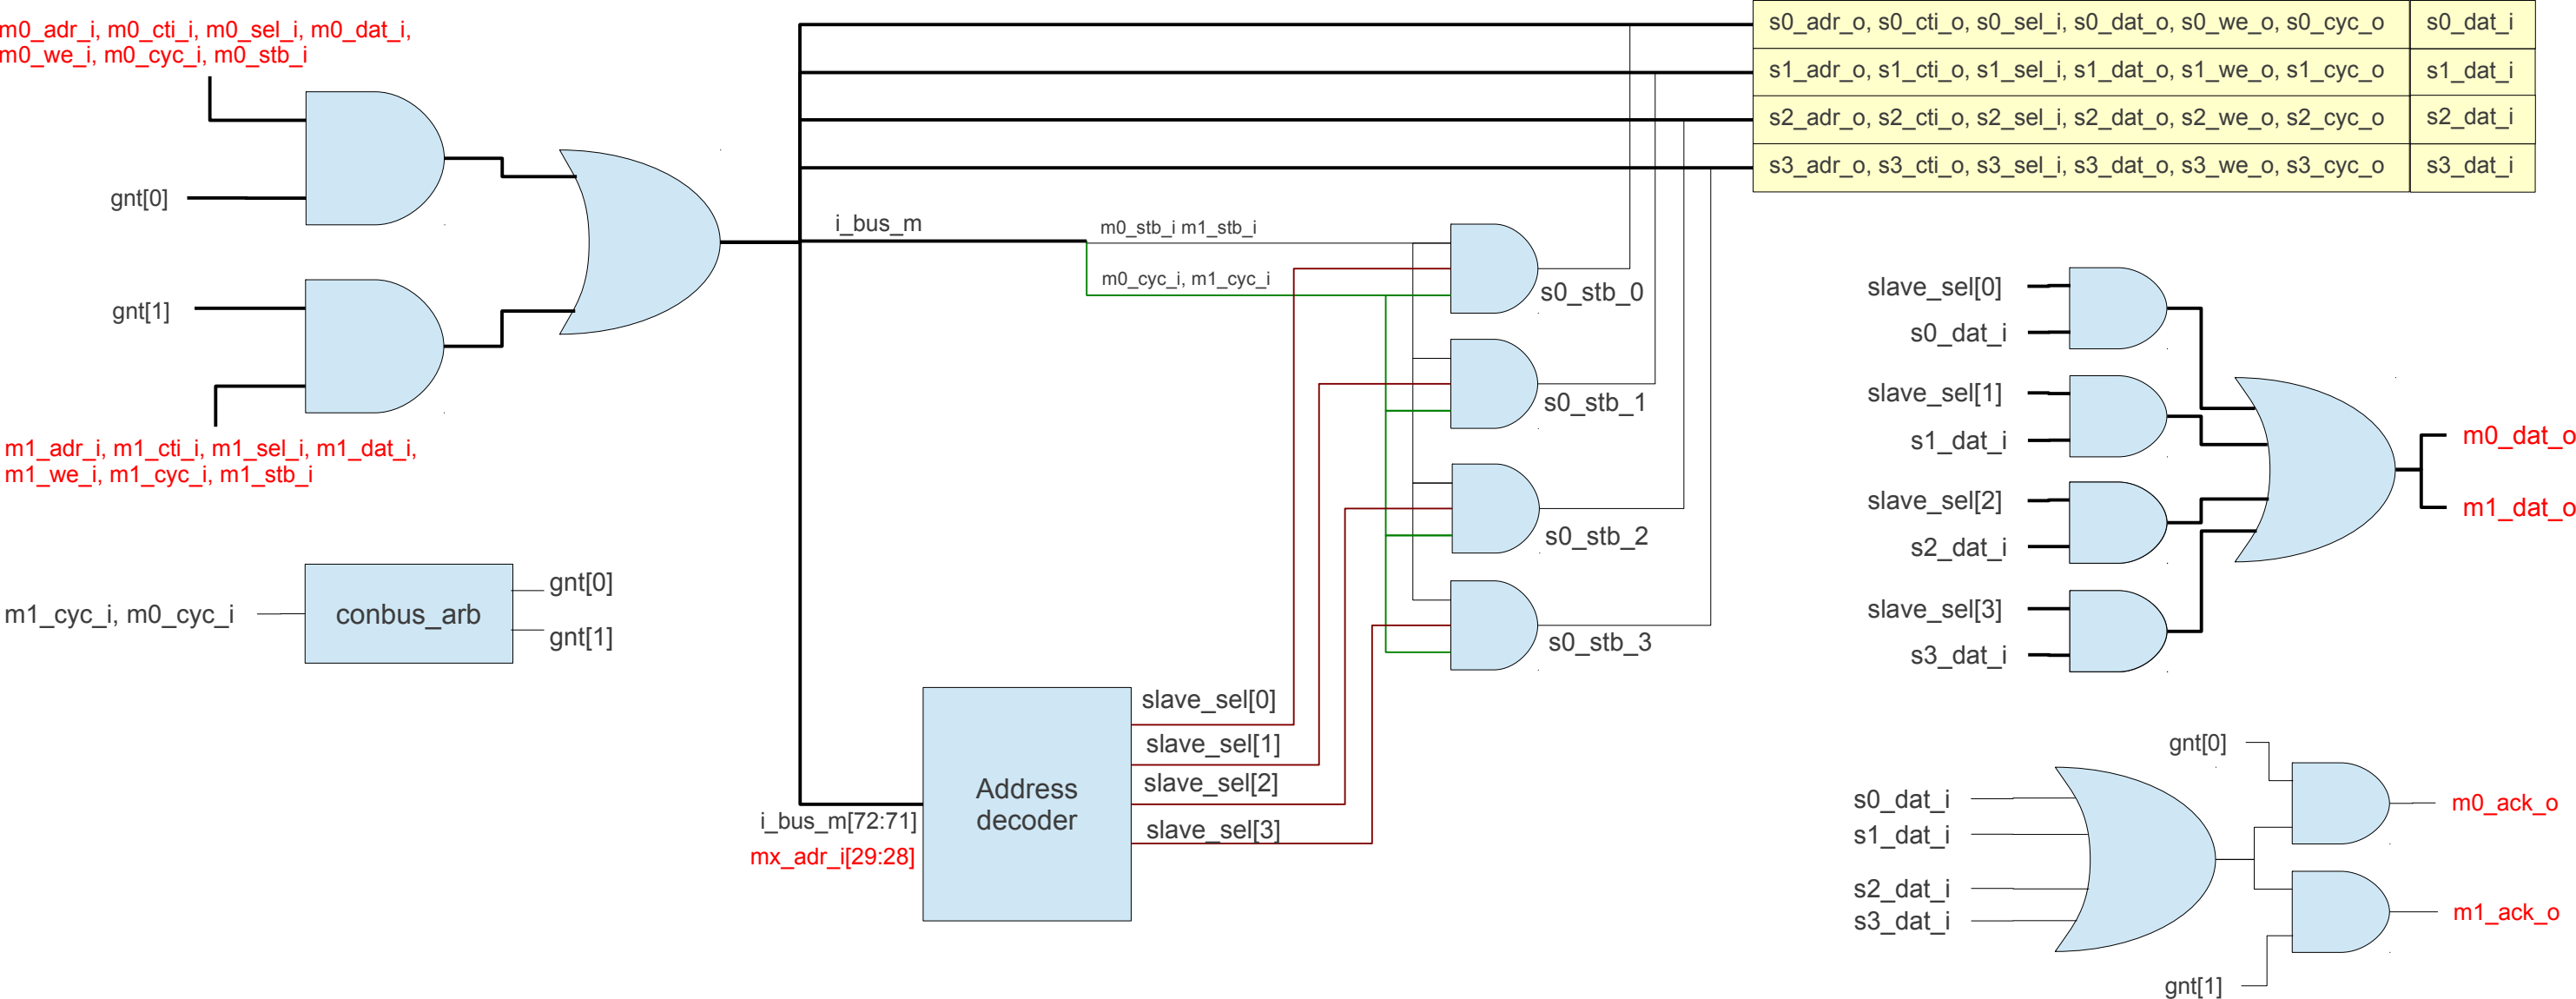 m0_adr_i, m0_cti_i, m0_sel_i, m0_dat_i,
m0_we_i, m0_cyc_i, m0_stb_i
gnt[0]
gnt[1]
m1_adr_i, m1_cti_i, m1_sel_i, m1_dat_i,
m1_we_i, m1_cyc_i, m1_stb_i
m1_cyc_i, m0_cyc_i
conbus_arb
gnt[0]
gnt[1]
i_bus_m
m0_stb_i m1_stb_i
m0_cyc_i, m1_cyc_i
s0_stb_0
s0_stb_1
s0_stb_2
s0_stb_3
slave_sel[0]
slave_sel[1]
slave_sel[2]
slave_sel[3]
Address
decoder
i_bus_m[72:71]
mx_adr_i[29:28]
s0_adr_o, s0_cti_o, s0_sel_i, s0_dat_o, s0_we_o, s0_cyc_o s0_dat_i
s1_adr_o, s1_cti_o, s1_sel_i, s1_dat_o, s1_we_o, s1_cyc_o s1_dat_i
s2_adr_o, s2_cti_o, s2_sel_i, s2_dat_o, s2_we_o, s2_cyc_o s2_dat_i
s3_adr_o, s3_cti_o, s3_sel_i, s3_dat_o, s3_we_o, s3_cyc_o s3_dat_i
slave_sel[0]
s0_dat_i
slave_sel[1]
s1_dat_i
slave_sel[2]
s2_dat_i
slave_sel[3]
s3_dat_i
m0_dat_o
m1_dat_o
gnt[0]
s0_dat_i
s1_dat_i
s2_dat_i
s3_dat_i
gnt[1]
m0_ack_o
m1_ack_o